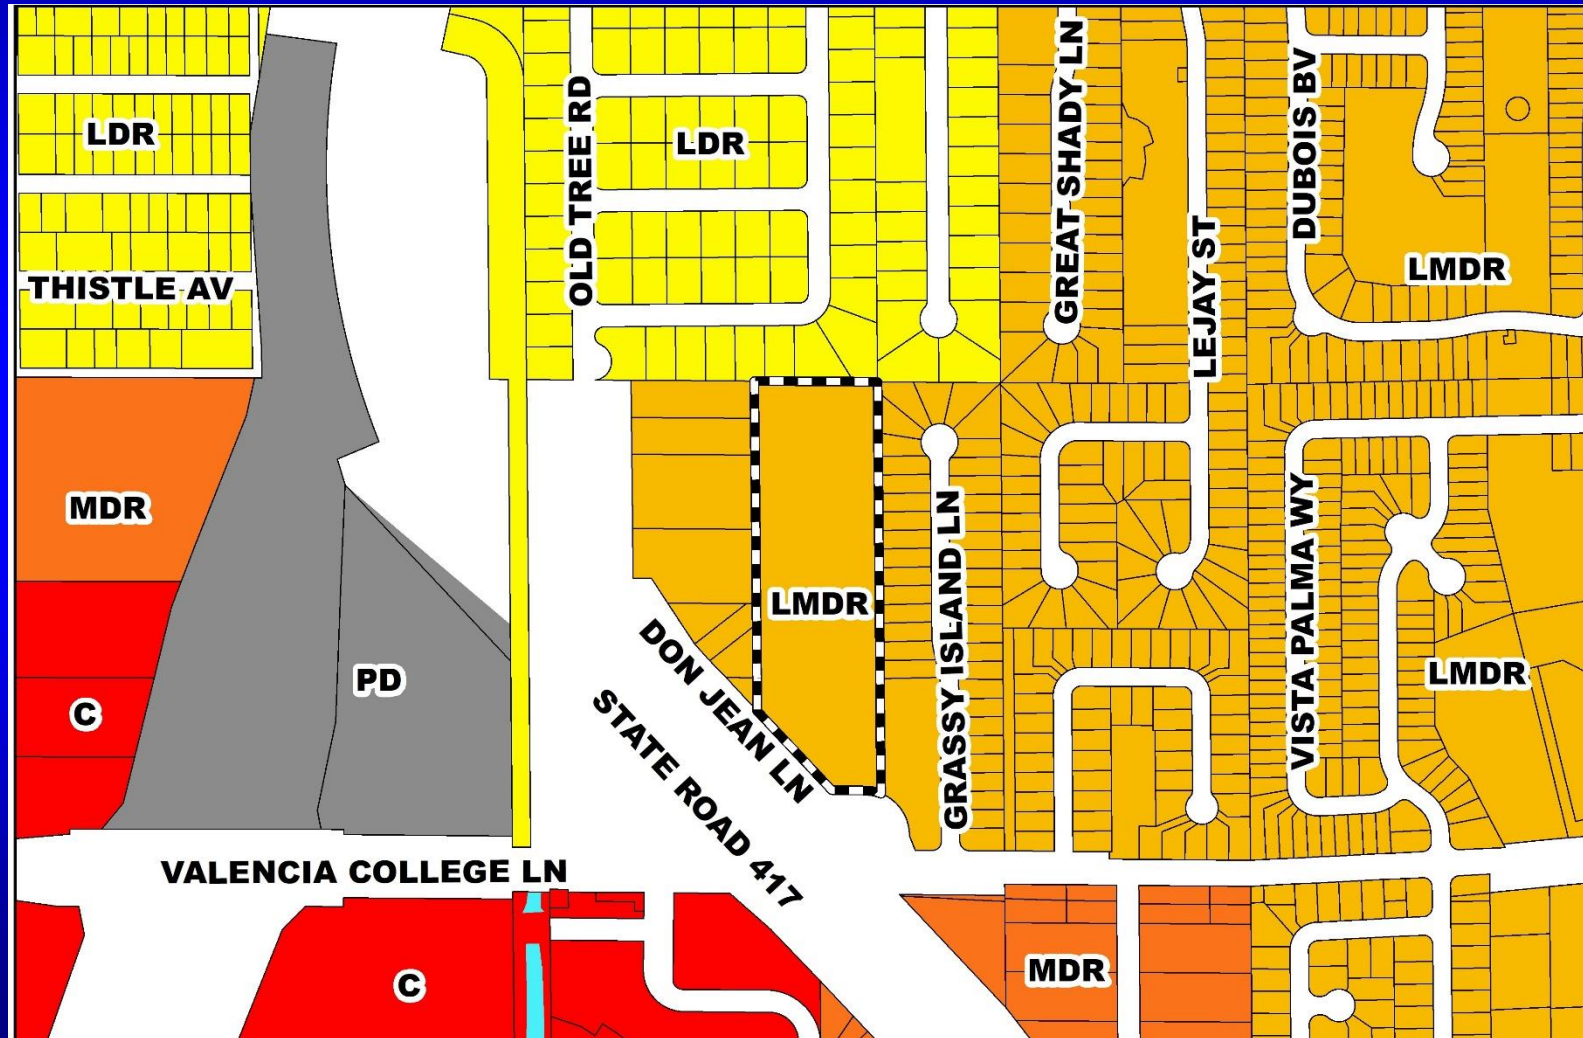 LDR
OLD TREE RD
LDR
GREAT SHADY LN
LEJAY ST
DUBOIS BV
LMDR
THISTLE AV
MDR
LMDR
GRASSY ISLAND LN
VISTA PALMA WY
LMDR
PD
C
DON JEAN LN
STATE ROAD 417
VALENCIA COLLEGE LN
C
MDR